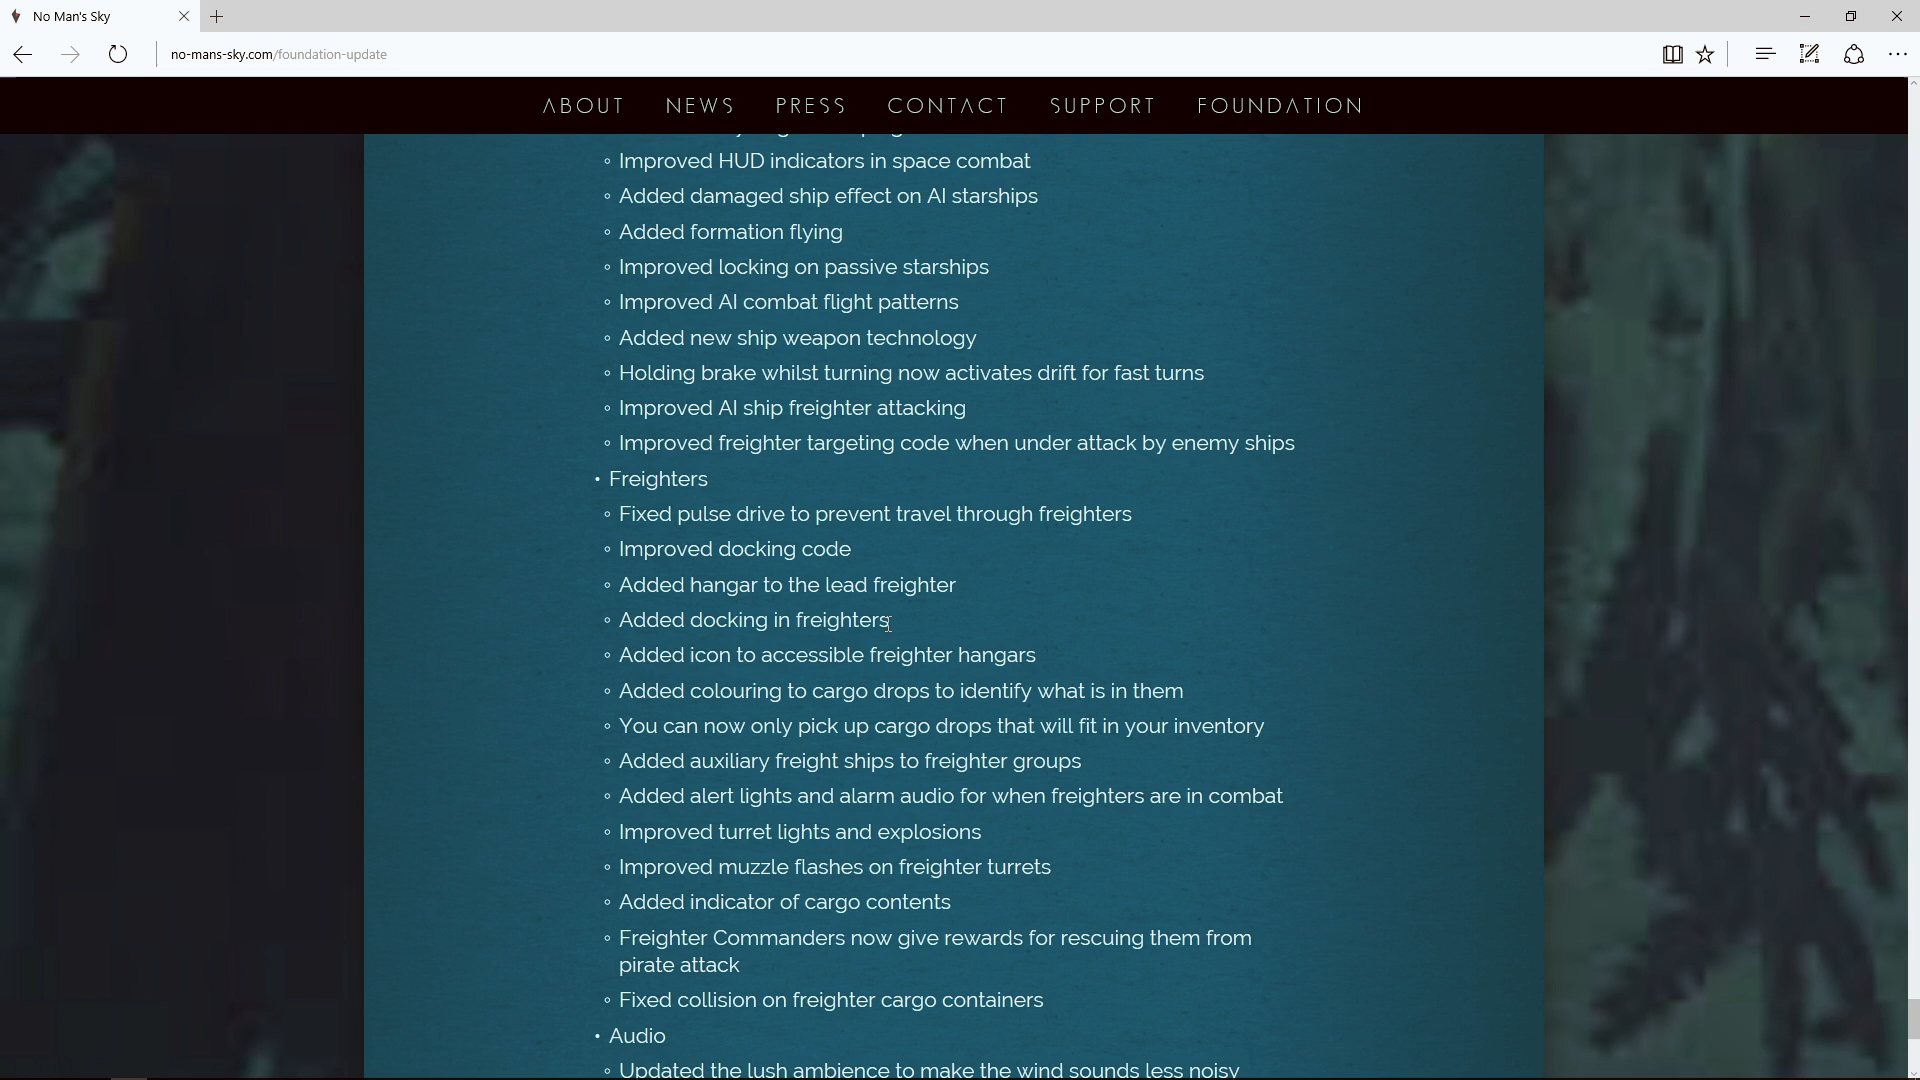 No Man's Sky
no-mans-sky.com/foundation-update
ABOUT NEWS PRESS CONTACT SUPPORT FOUNDATION
◦ Improved HUD indicators in space combat
◦ Added damaged ship effect on AI starships
◦ Added formation flying
◦ Improved locking on passive starships
◦ Improved AI combat flight patterns
◦ Added new ship weapon technology
◦ Holding brake whilst turning now activates drift for fast turns
◦ Improved AI ship freighter attacking
◦ Improved freighter targeting code when under attack by enemy ships
• Freighters
◦ Fixed pulse drive to prevent travel through freighters
◦ Improved docking code
◦ Added hangar to the lead freighter
◦ Added docking in freighters
◦ Added icon to accessible freighter hangars
◦ Added colouring to cargo drops to identify what is in them
◦ You can now only pick up cargo drops that will fit in your inventory
◦ Added auxiliary freight ships to freighter groups
◦ Added alert lights and alarm audio for when freighters are in combat
◦ Improved turret lights and explosions
◦ Improved muzzle flashes on freighter turrets
◦ Added indicator of cargo contents
◦ Freighter Commanders now give rewards for rescuing them from
pirate attack
◦ Fixed collision on freighter cargo containers
• Audio
◦ Updated the lush ambience to make the wind sounds less noisy